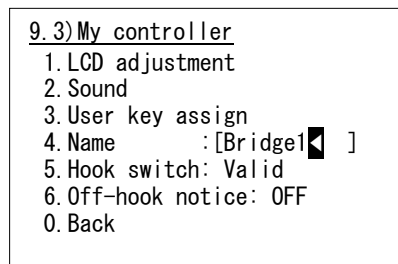 9.3)My controller
1.LCD adjustment
2.Sound
3.User key assign
4.Name :[Bridge1◀ ]
5.Hook switch: Valid
6.Off-hook notice: OFF
0.Back